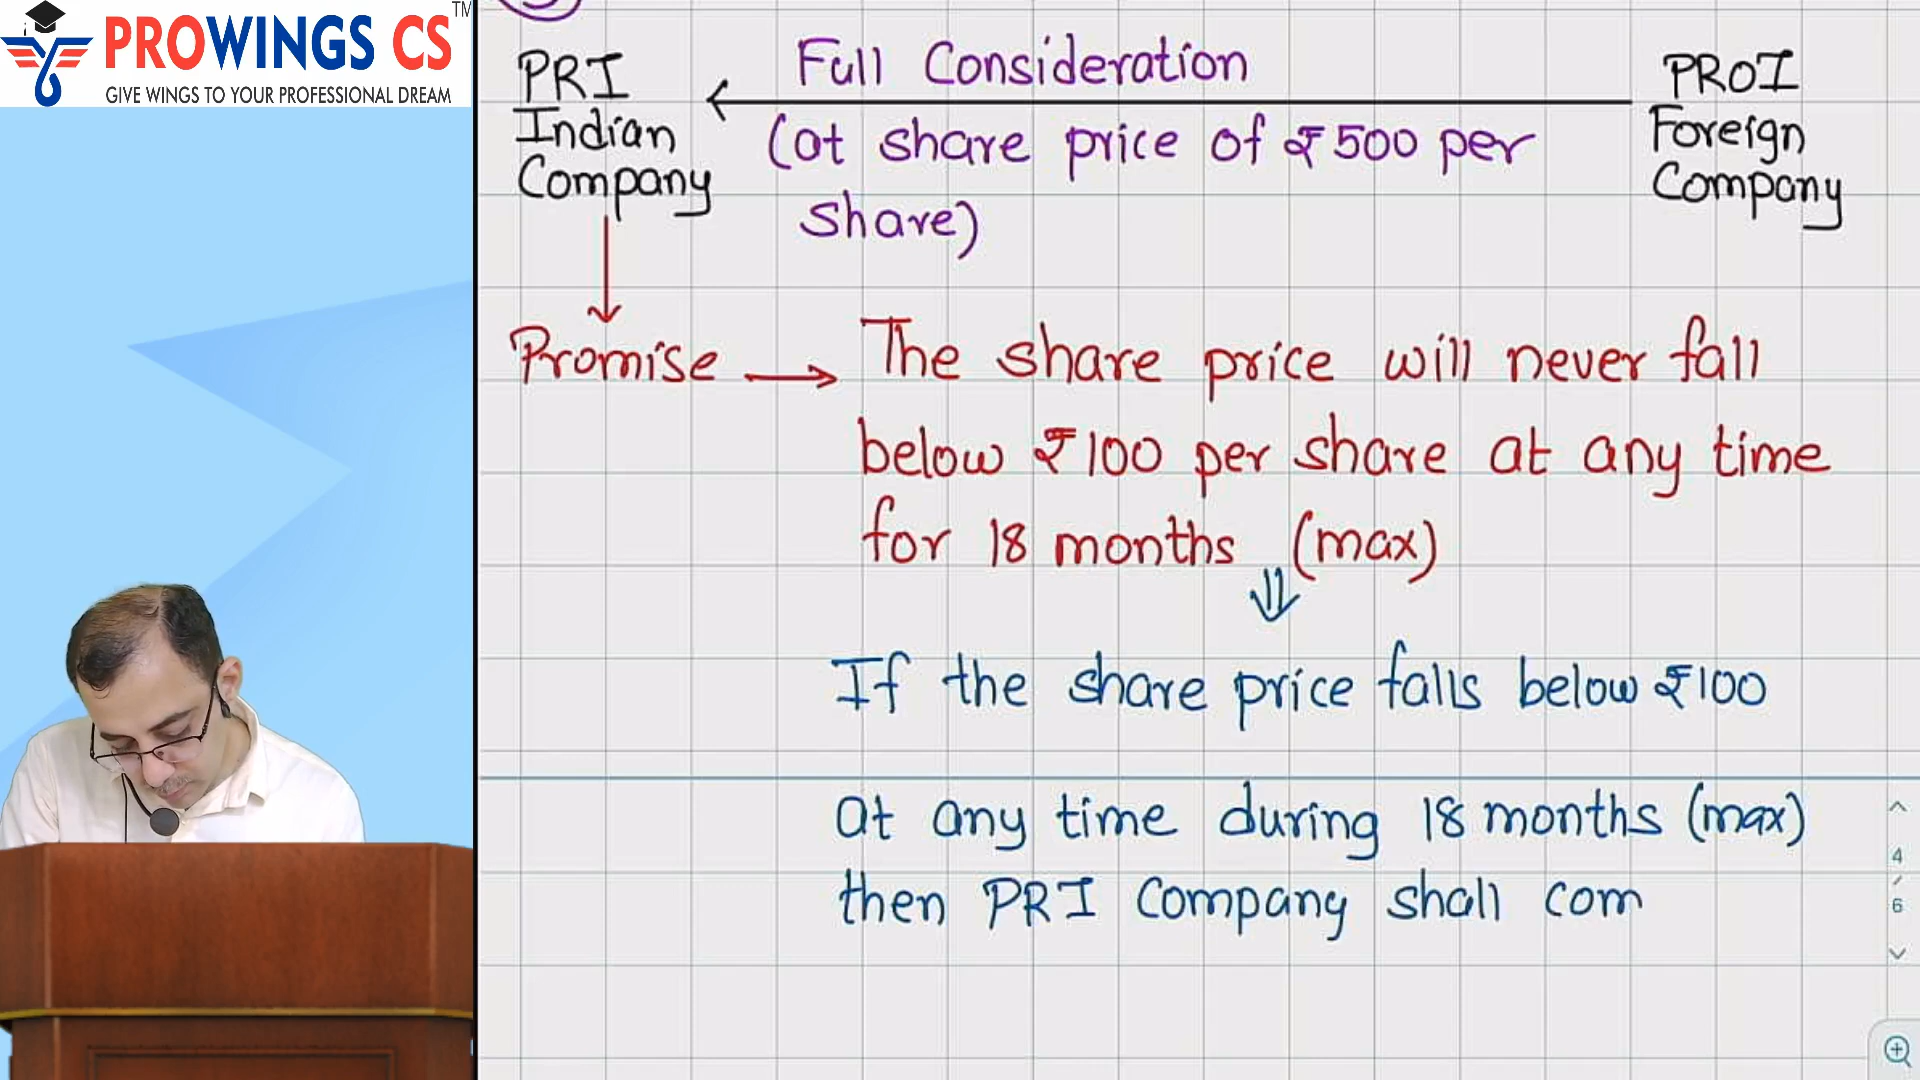 PROWINGS CS TM
GIVE WINGS TO YOUR PROFESSIONAL DREAM
PRI
Indian
Company
Full Consideration
(at share price of ₹500 per
share)
PROI
Foreign
Company
Promise → The share price will never fall
below ₹100 per share at any time
for 18 months (max)
If the share price falls below ₹100
at any time during 18 months (max)
then PRI Company shall com
4
/
6